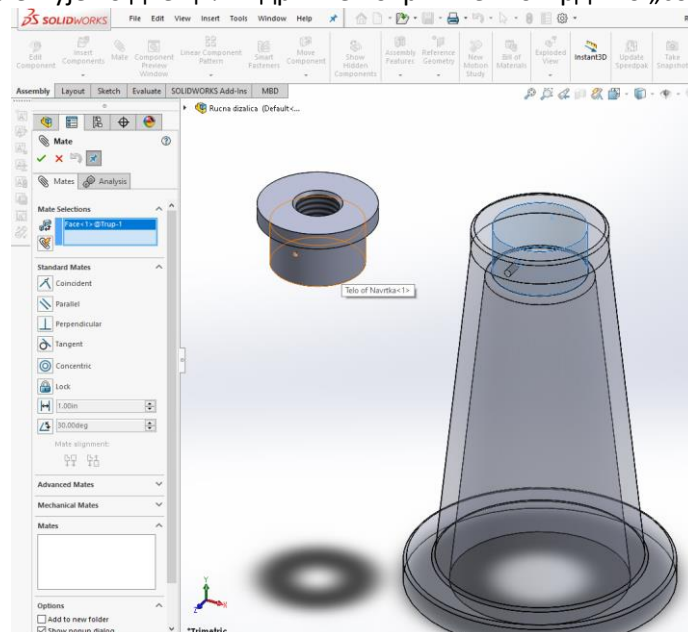 SOLIDWORKS File Edit View Insert Tools Window Help
Edit Component
Insert Components
Mate
Component Preview Window
Linear Component Pattern
Smart Fasteners
Move Component
Show Hidden Components
Assembly Features
Reference Geometry
New Motion Study
Bill of Materials
Exploded View
Instant3D
Update Speedpak
Take Snapshot
Assembly Layout Sketch Evaluate SOLIDWORKS Add-Ins MBD
Rucna dizalica (Default<...
Mate
Mates Analysis
Mate Selections
Face<1>@Trup-1
Standard Mates
Coincident
Parallel
Perpendicular
Tangent
Concentric
Lock
1.00in
30.00deg
Mate alignment:
Advanced Mates
Mechanical Mates
Mates
Options
Add to new folder
Show popup dialog
Telo of Navrtka<1>
Y
X
*Trimetric